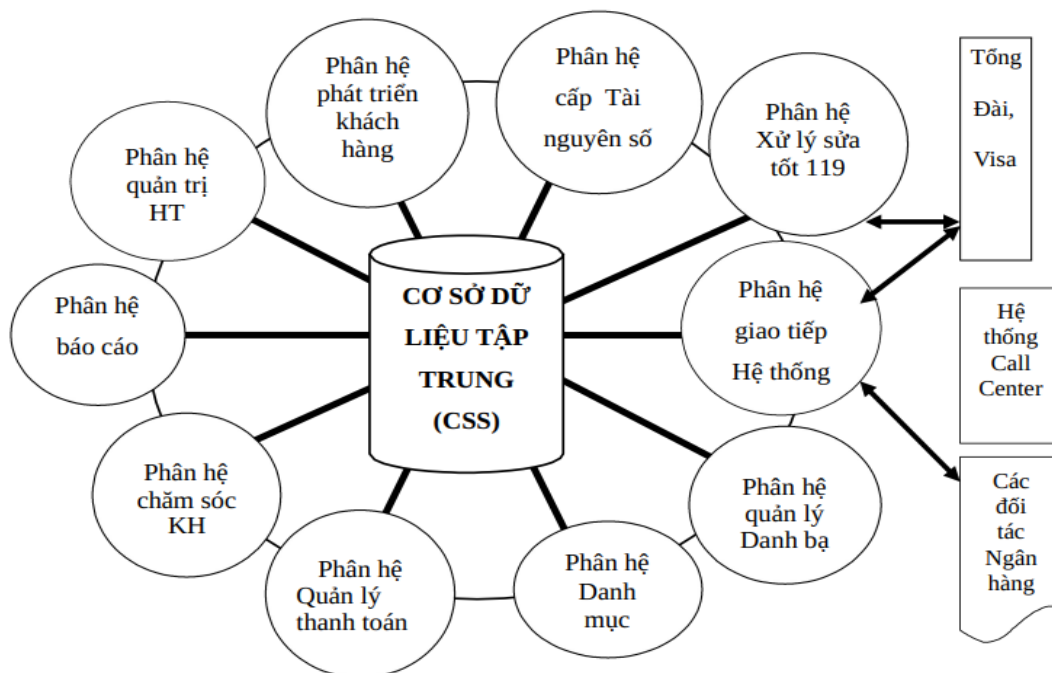 Phân hệ
phát triển
khách
hàng
Phân hệ
cấp Tài
nguyên số
Phân hệ
Xử lý sửa
tốt 119
Tổng
Đài,
Visa
Phân hệ
quản trị
HT
CƠ SỞ DỮ
LIỆU TẬP
TRUNG
(CSS)
Phân hệ
giao tiếp
Hệ thống
Hệ
thống
Call
Center
Phân hệ
báo cáo
Phân hệ
chăm sóc
KH
Phân hệ
Quản lý
thanh toán
Phân hệ
Danh
mục
Phân hệ
quản lý
Danh bạ
Các
đối
tác
Ngân
hàng